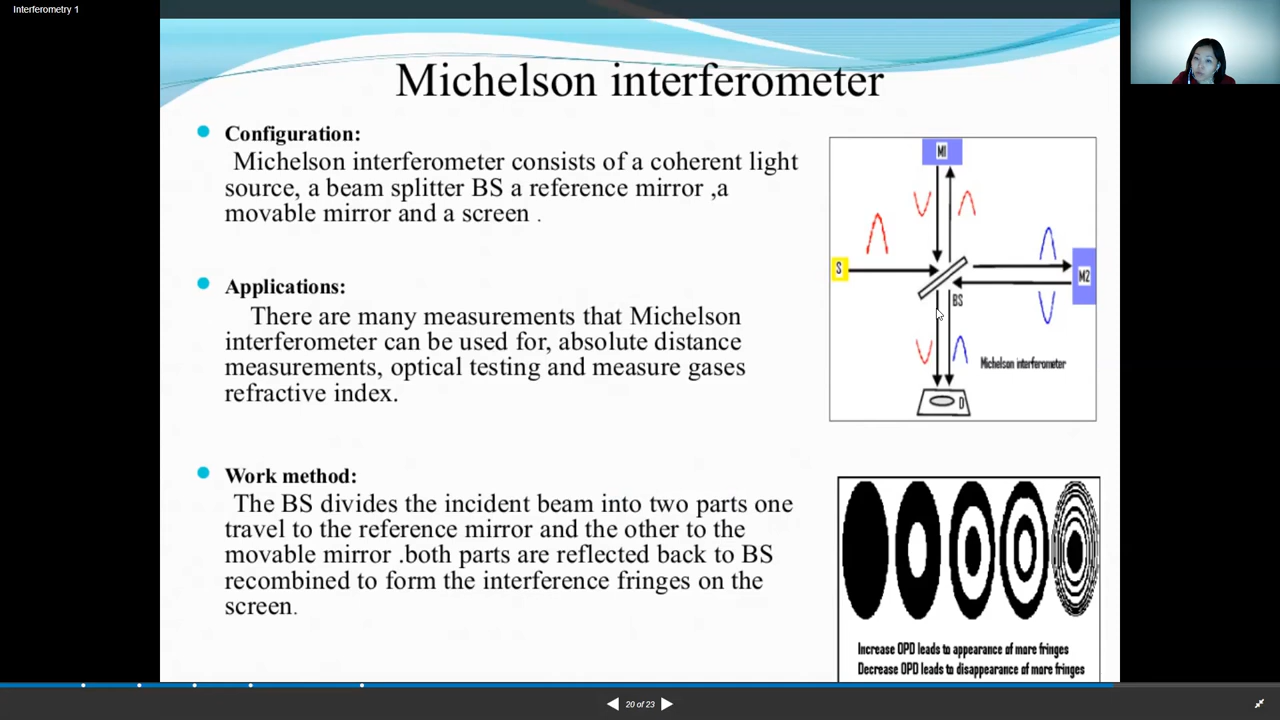 Interferometry 1
Michelson interferometer
Configuration:
Michelson interferometer consists of a coherent light
source, a beam splitter BS a reference mirror ,a
movable mirror and a screen .
Applications:
There are many measurements that Michelson
interferometer can be used for, absolute distance
measurements, optical testing and measure gases
refractive index.
Work method:
The BS divides the incident beam into two parts one
travel to the reference mirror and the other to the
movable mirror .both parts are reflected back to BS
recombined to form the interference fringes on the
screen.
M1
S
M2
BS
Michelson interferometer
D
Increase OPD leads to appearance of more fringes
Decrease OPD leads to disappearance of more fringes
20 of 23